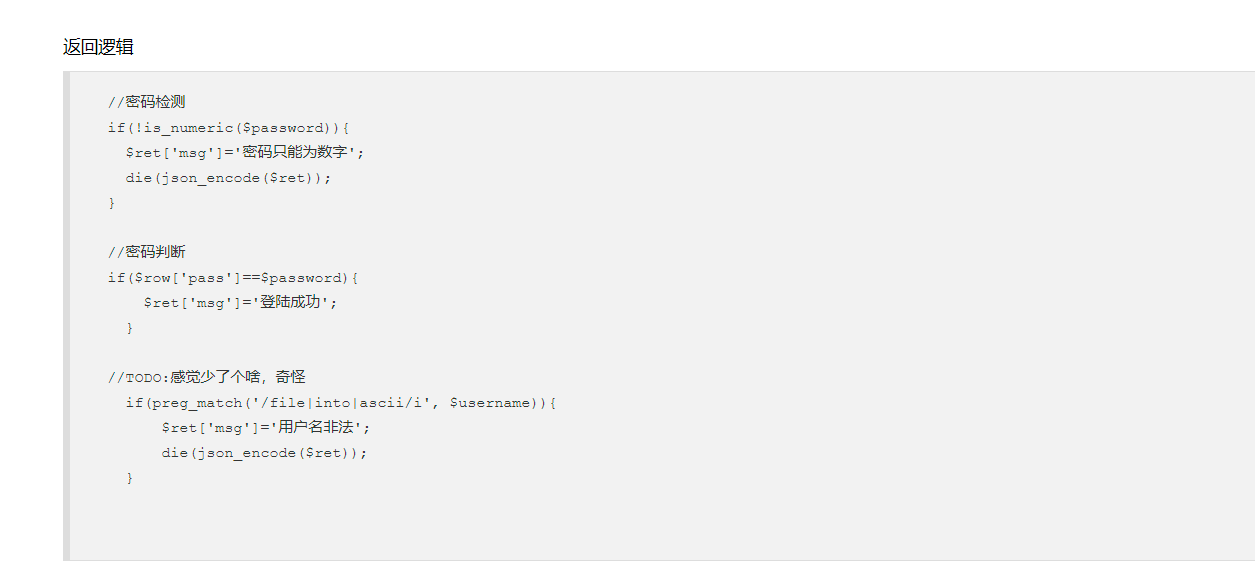 返回逻辑
//密码检测
if(!is_numeric($password)){
$ret['msg']='密码只能为数字';
die(json_encode($ret));
}
//密码判断
if($row['pass']==$password){
$ret['msg']='登陆成功';
}
//TODO:感觉少了个啥，奇怪
if(preg_match('/file|into|ascii/i', $username)){
$ret['msg']='用户名非法';
die(json_encode($ret));
}